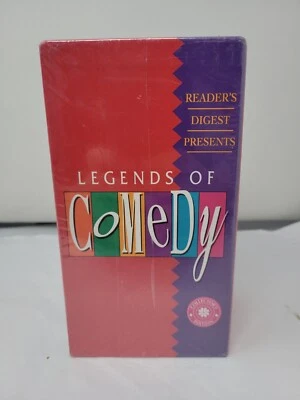 READER'S
DIGEST
PRESENTS
LEGENDS OF
COMeDy